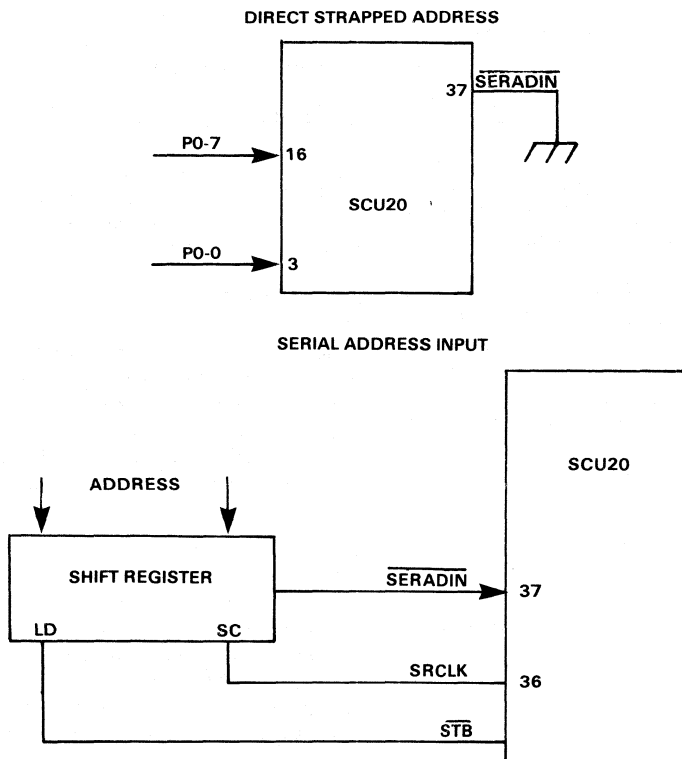 DIRECT STRAPPED ADDRESS
37 SERADIN
P0-7 16
SCU20
P0-0 3
SERIAL ADDRESS INPUT
SCU20
ADDRESS
SHIFT REGISTER SERADIN 37
LD SC
SRCLK 36
STB